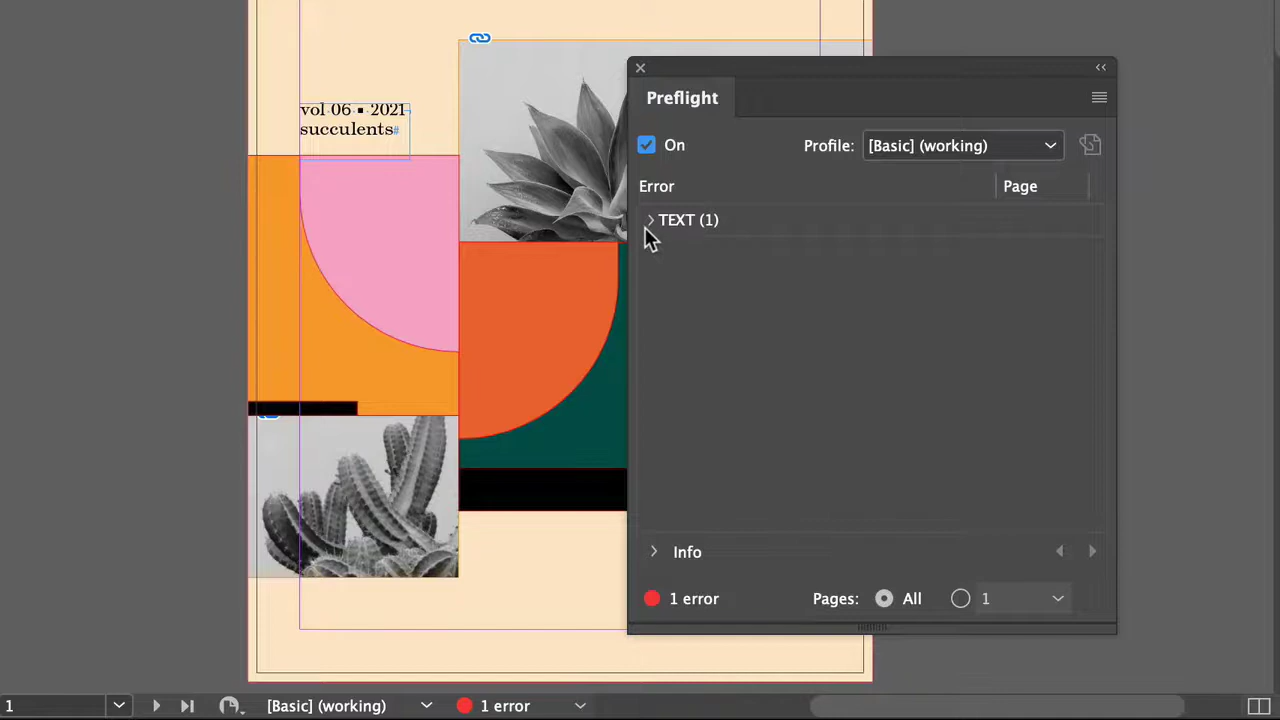 vol 06 ▪ 2021
succulents#
Preflight
On
Profile:
[Basic] (working)
Error
Page
TEXT (1)
Info
1 error
Pages:
All
1
1
[Basic] (working)
1 error